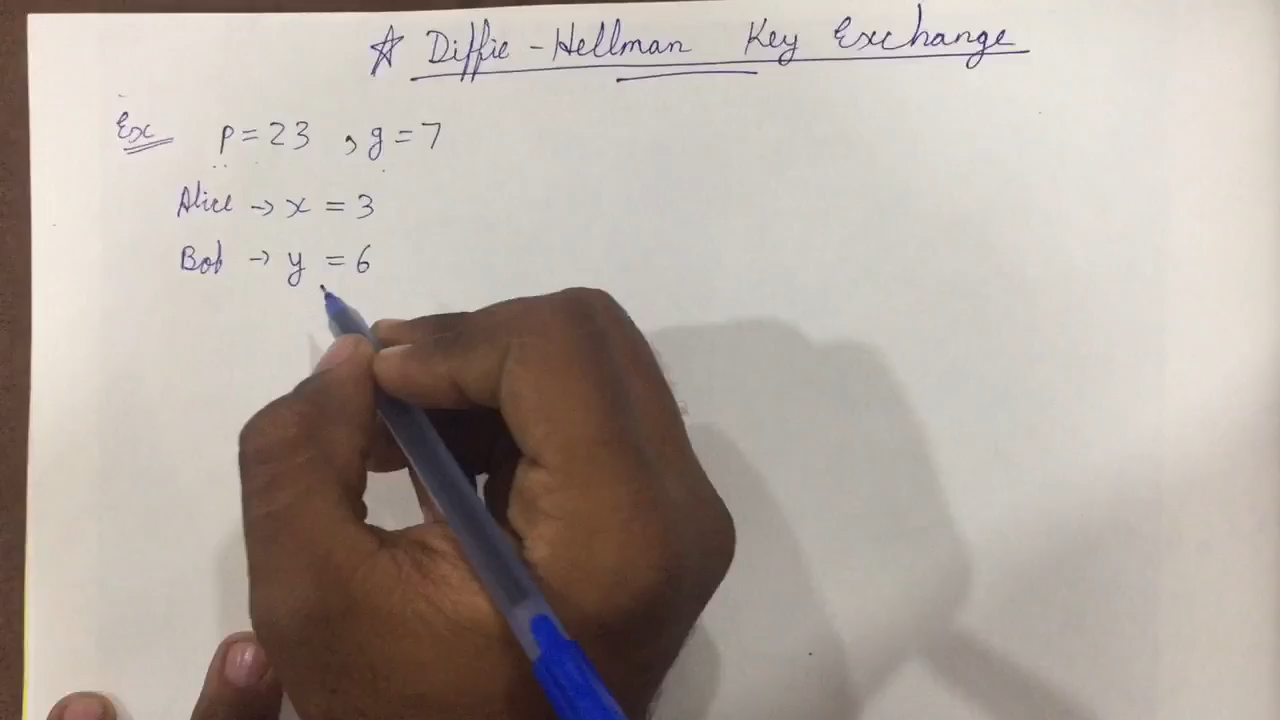 ☆ Diffie-Hellman Key Exchange
Ex p=23 , g=7
Alice → x = 3
Bob → y = 6